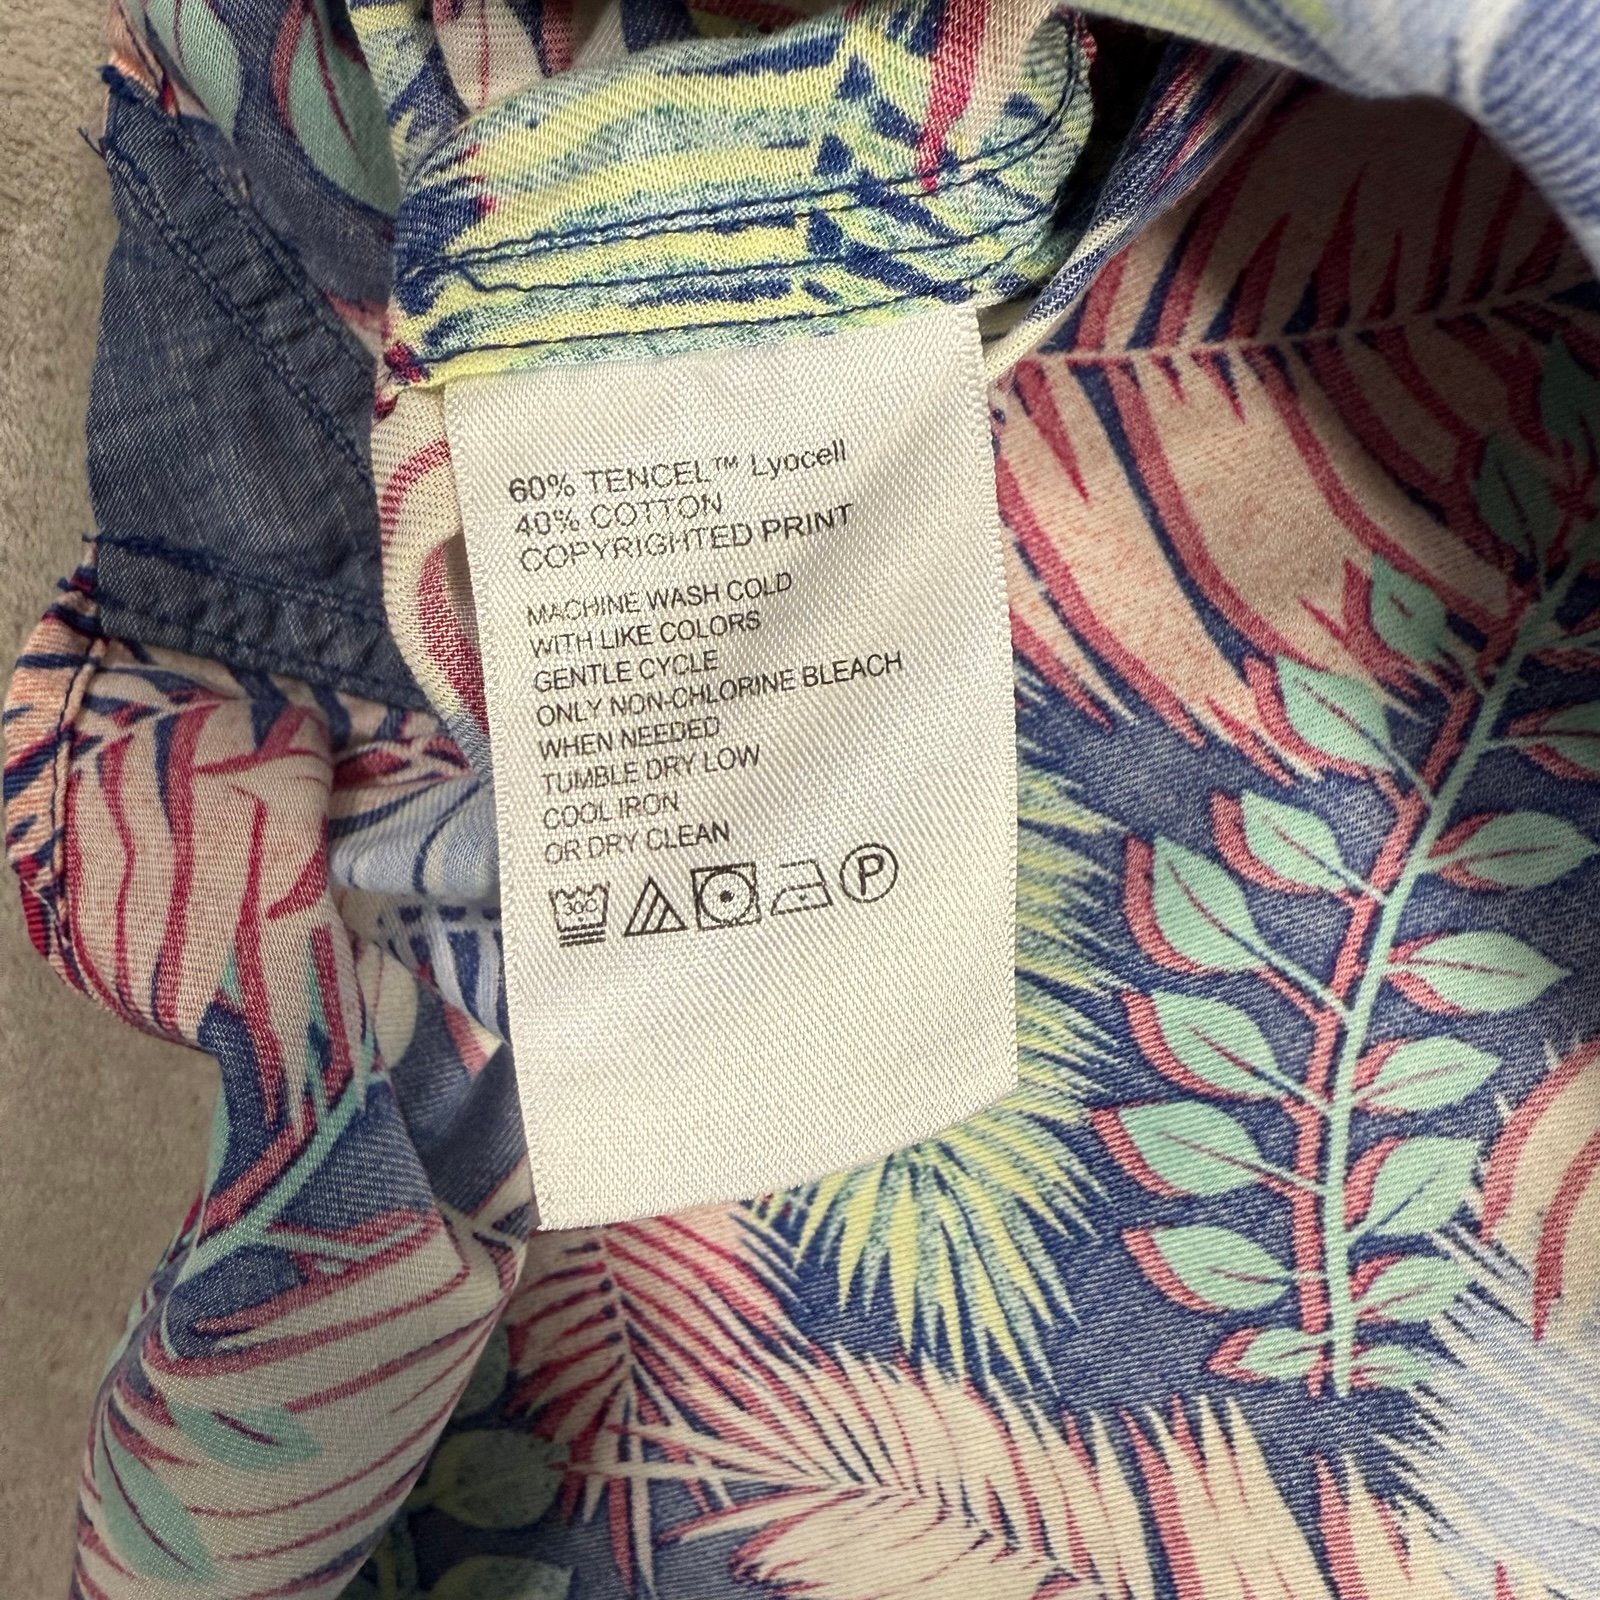 60% TENCEL™ Lyocell
40% COTTON
COPYRIGHTED PRINT
MACHINE WASH COLD
WITH LIKE COLORS
GENTLE CYCLE
ONLY NON-CHLORINE BLEACH
WHEN NEEDED
TUMBLE DRY LOW
COOL IRON
OR DRY CLEAN
30C P